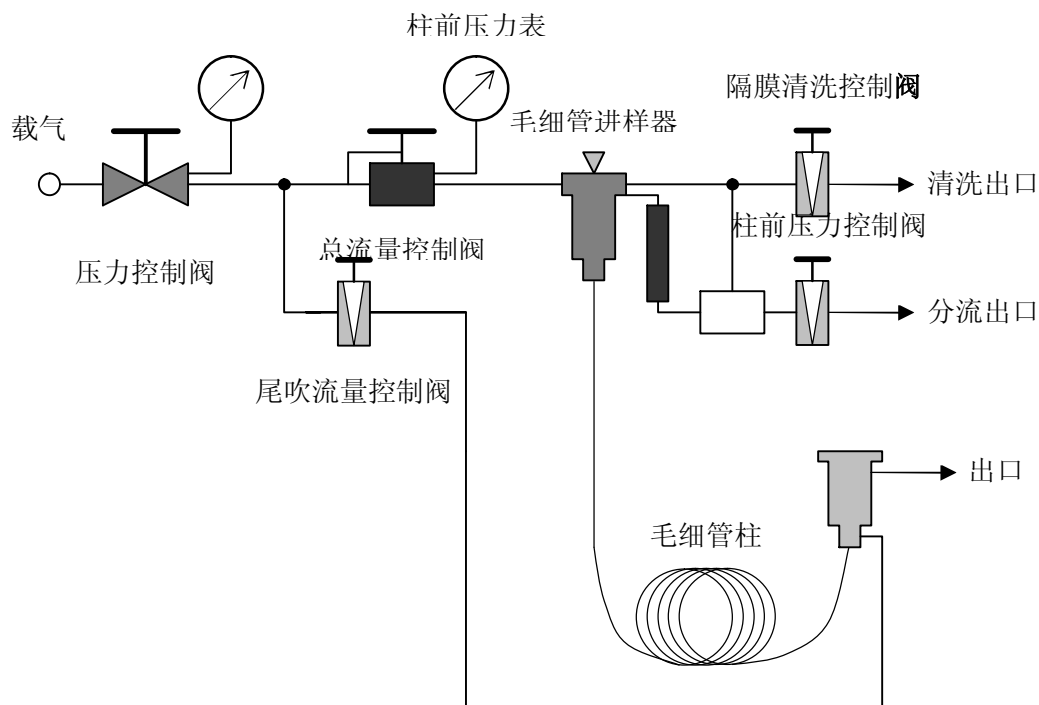 柱前压力表
隔膜清洗控制阀
载气
毛细管进样器
清洗出口
柱前压力控制阀
总流量控制阀
压力控制阀
分流出口
尾吹流量控制阀
出口
毛细管柱